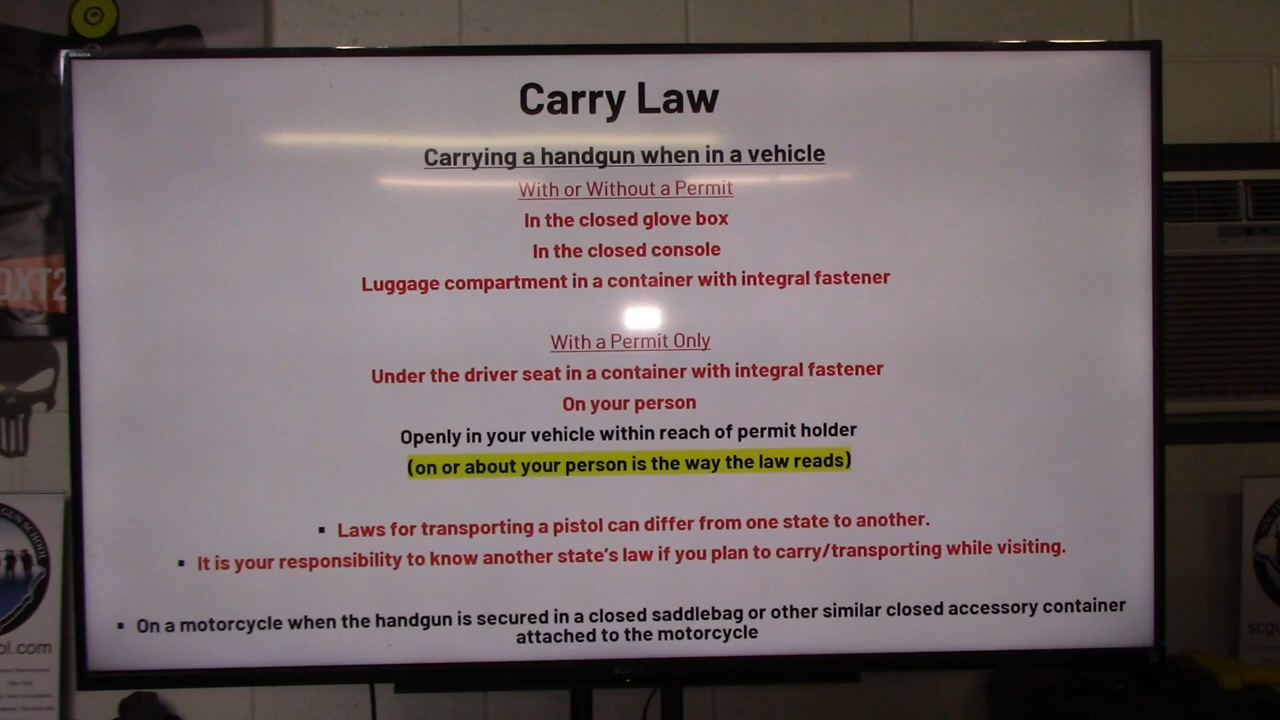 Carry Law
Carrying a handgun when in a vehicle
With or Without a Permit
In the closed glove box
In the closed console
Luggage compartment in a container with integral fastener
With a Permit Only
Under the driver seat in a container with integral fastener
On your person
Openly in your vehicle within reach of permit holder
(on or about your person is the way the law reads)
▪ Laws for transporting a pistol can differ from one state to another.
▪ It is your responsibility to know another state's law if you plan to carry/transporting while visiting.
▪ On a motorcycle when the handgun is secured in a closed saddlebag or other similar closed accessory container
attached to the motorcycle
GUN SCHOOL
ol.com